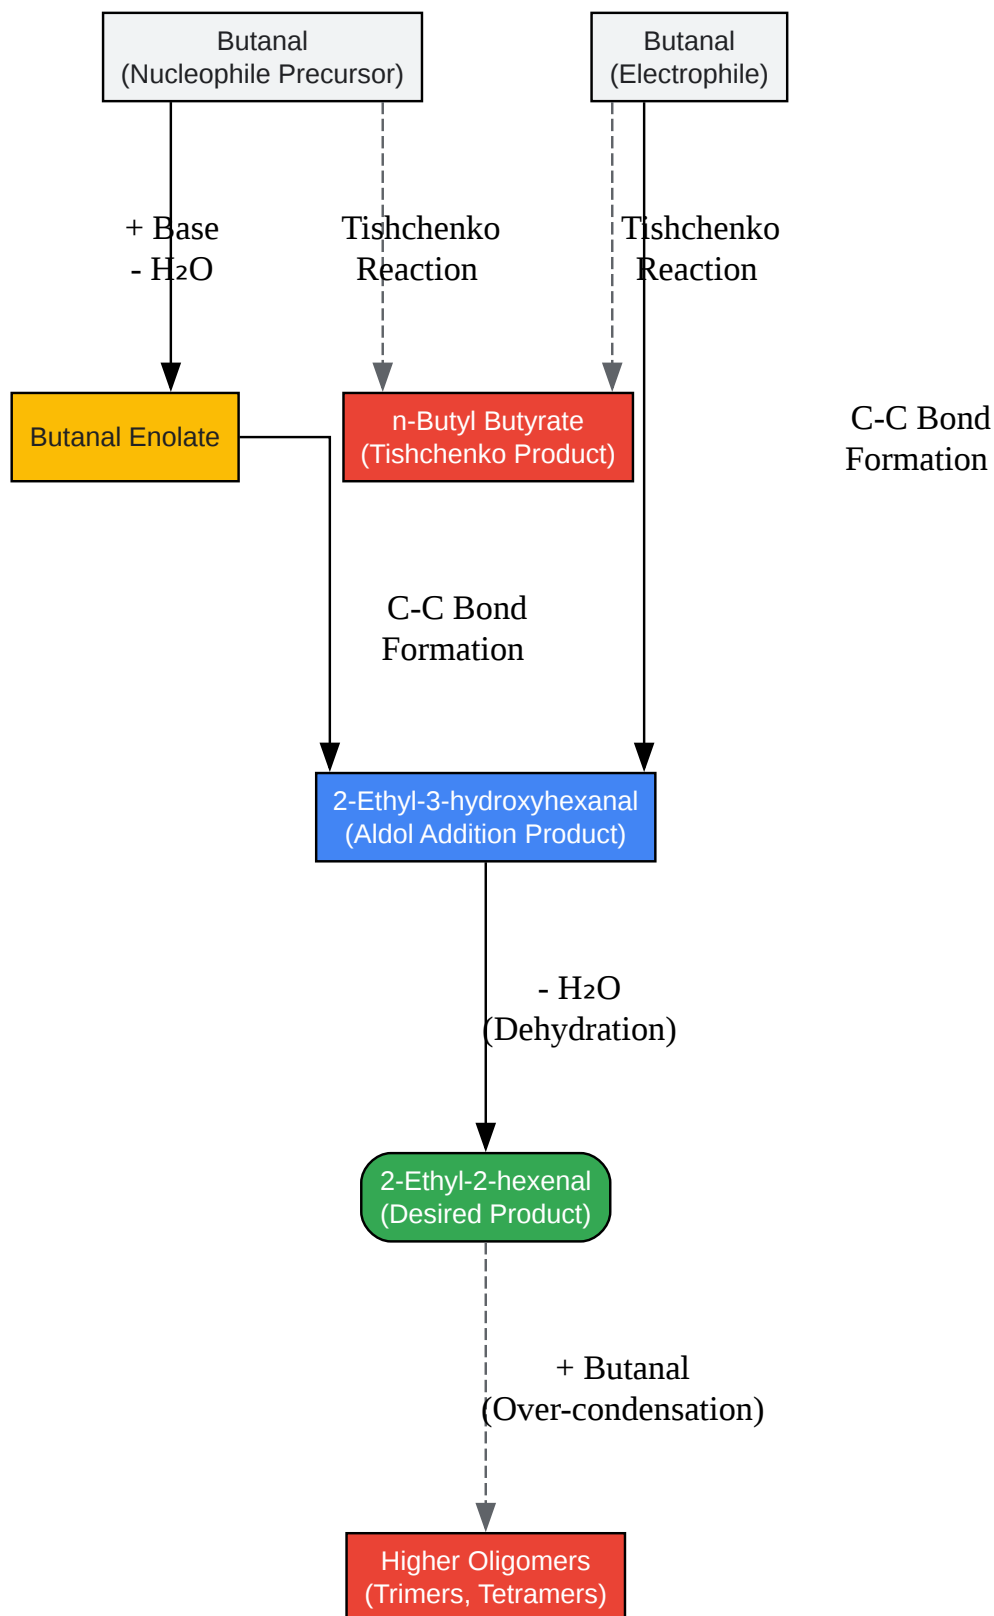 Butanal
(Nucleophile Precursor)
Butanal
(Electrophile)
+ Base
- H₂O
Tishchenko
Reaction
Tishchenko
Reaction
Butanal Enolate
n-Butyl Butyrate
(Tishchenko Product)
C-C Bond
Formation
C-C Bond
Formation
2-Ethyl-3-hydroxyhexanal
(Aldol Addition Product)
- H₂O
(Dehydration)
2-Ethyl-2-hexenal
(Desired Product)
+ Butanal
(Over-condensation)
Higher Oligomers
(Trimers, Tetramers)